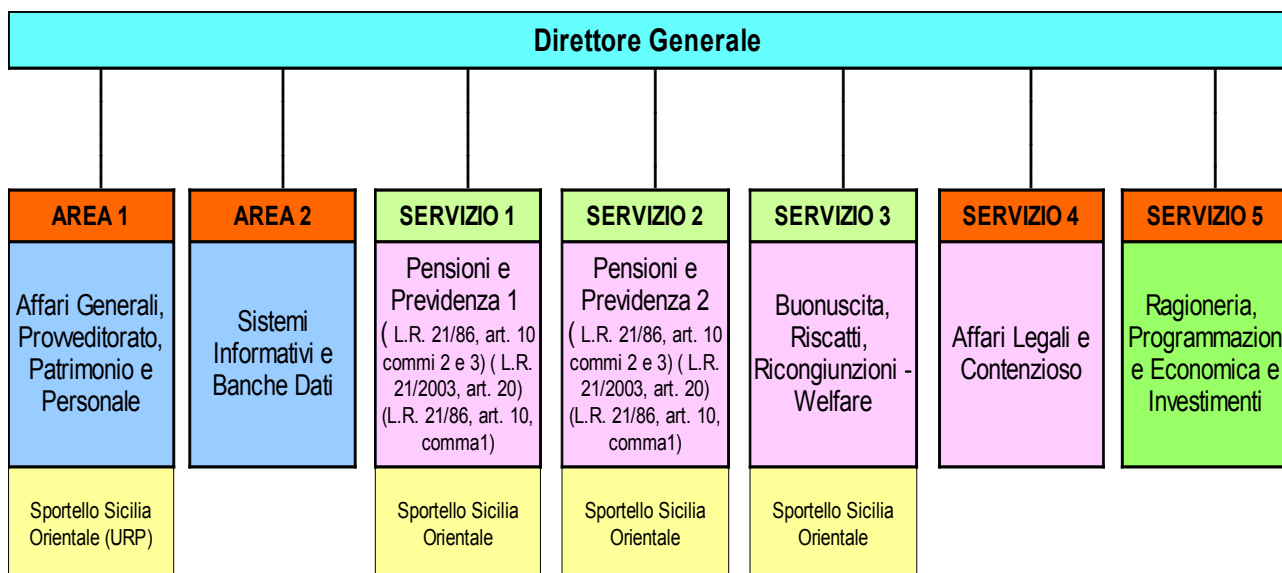 Direttore Generale
AREA 1
Affari Generali,
Provveditorato,
Patrimonio e
Personale
Sportello Sicilia
Orientale (URP)
AREA 2
Sistemi
Informativi e
Banche Dati
SERVIZIO 1
Pensioni e
Previdenza 1
( L.R. 21/86, art. 10
commi 2 e 3) ( L.R.
21/2003, art. 20)
(L.R. 21/86, art. 10,
comma1)
Sportello Sicilia
Orientale
SERVIZIO 2
Pensioni e
Previdenza 2
( L.R. 21/86, art. 10
commi 2 e 3) ( L.R.
21/2003, art. 20)
(L.R. 21/86, art. 10,
comma1)
Sportello Sicilia
Orientale
SERVIZIO 3
Buonuscita,
Riscatti,
Ricongiunzioni -
Welfare
Sportello Sicilia
Orientale
SERVIZIO 4
Affari Legali e
Contenzioso
SERVIZIO 5
Ragioneria,
Programmazion
e Economica e
Investimenti